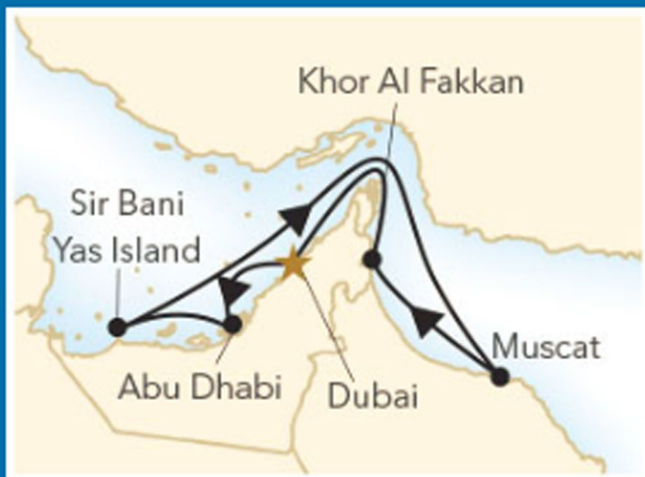 Khor Al Fakkan
Sir Bani
Yas Island
Muscat
Abu Dhabi
Dubai